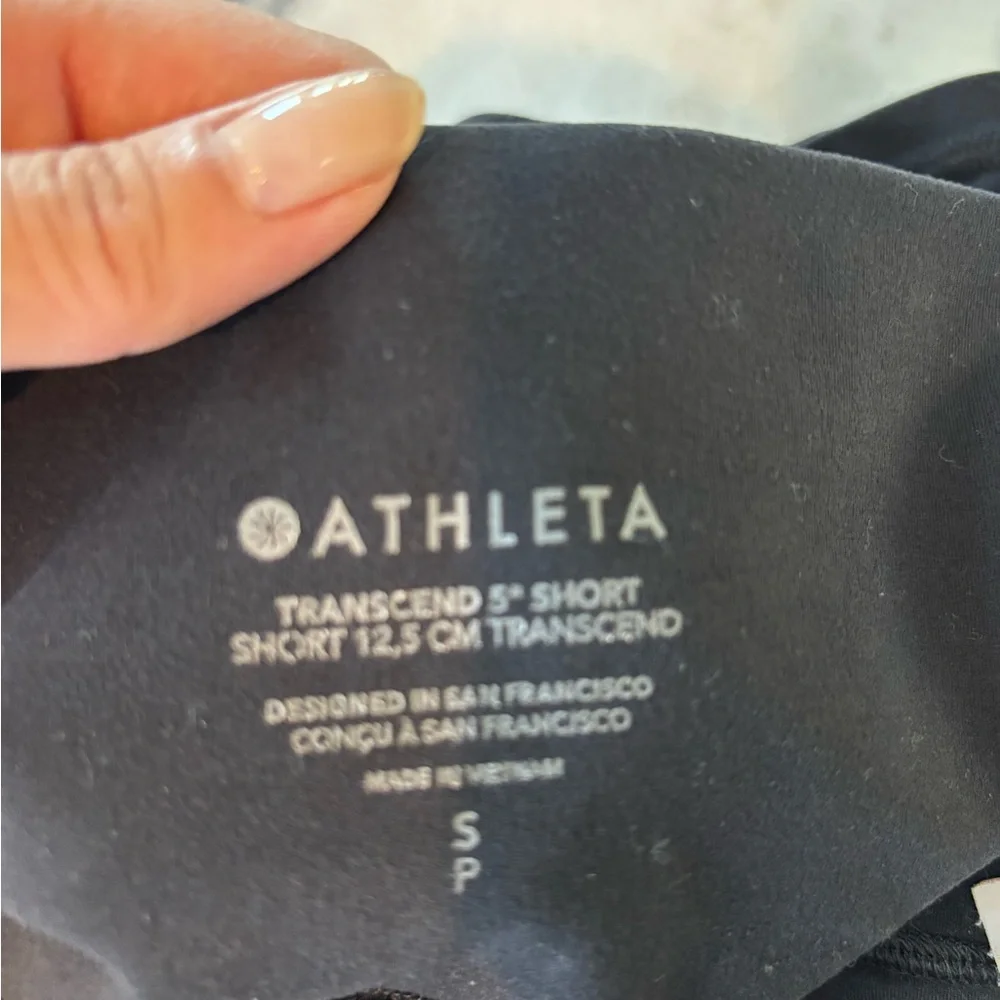 ATHLETA
TRANSCEND 5" SHORT
SHORT 12,5 CM TRANSCEND
DESIGNED IN SAN FRANCISCO
CONÇU À SAN FRANCISCO
MADE IN VIETNAM
S
P